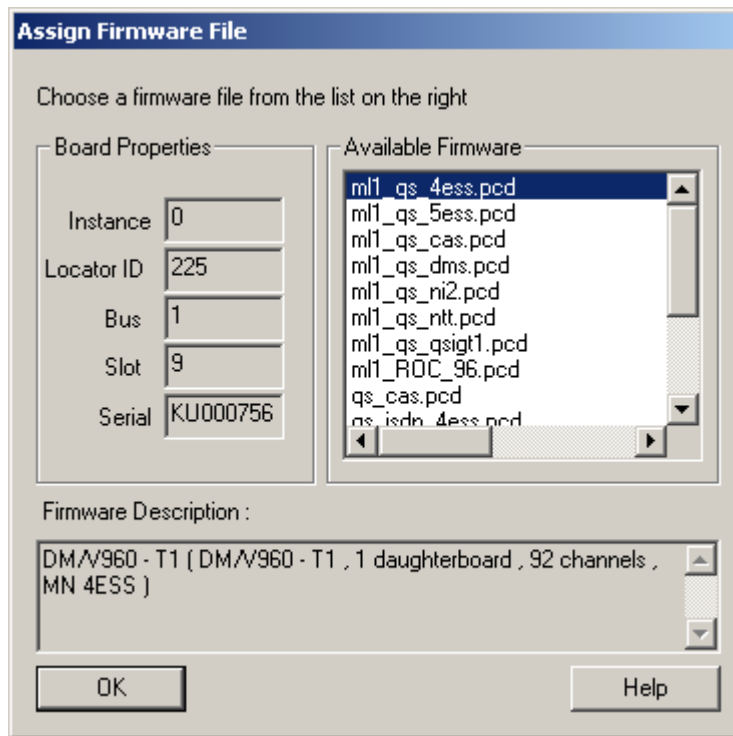 Assign Firmware File
Choose a firmware file from the list on the right
Board Properties
Instance 0
Locator ID 225
Bus 1
Slot 9
Serial KU000756
Available Firmware
ml1_qs_4ess.pcd
ml1_qs_5ess.pcd
ml1_qs_cas.pcd
ml1_qs_dms.pcd
ml1_qs_ni2.pcd
ml1_qs_ntt.pcd
ml1_qs_qsigt1.pcd
ml1_ROC_96.pcd
qs_cas.pcd
qs_isdn_4ess.pcd
Firmware Description :
DM/V960 - T1 ( DM/V960 - T1 , 1 daughterboard , 92 channels ,
MN 4ESS )
OK
Help